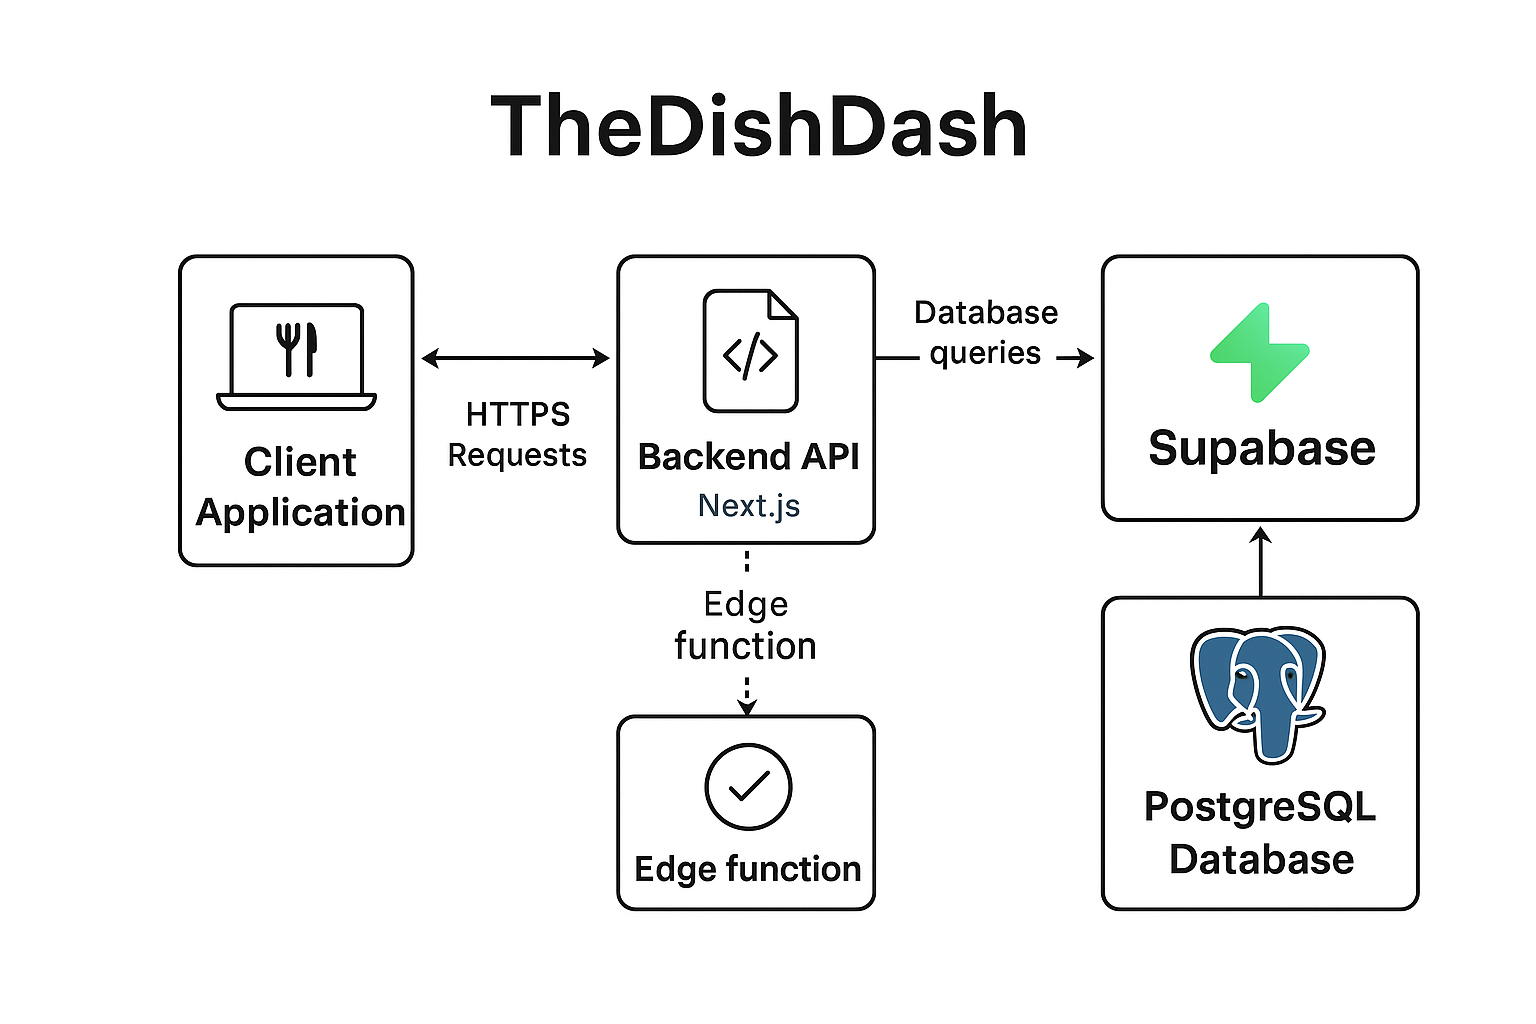 TheDishDash
Client
Application
HTTPS
Requests
</>
Backend API
Next.js
Database
queries
Supabase
Edge
function
Edge function
PostgreSQL
Database